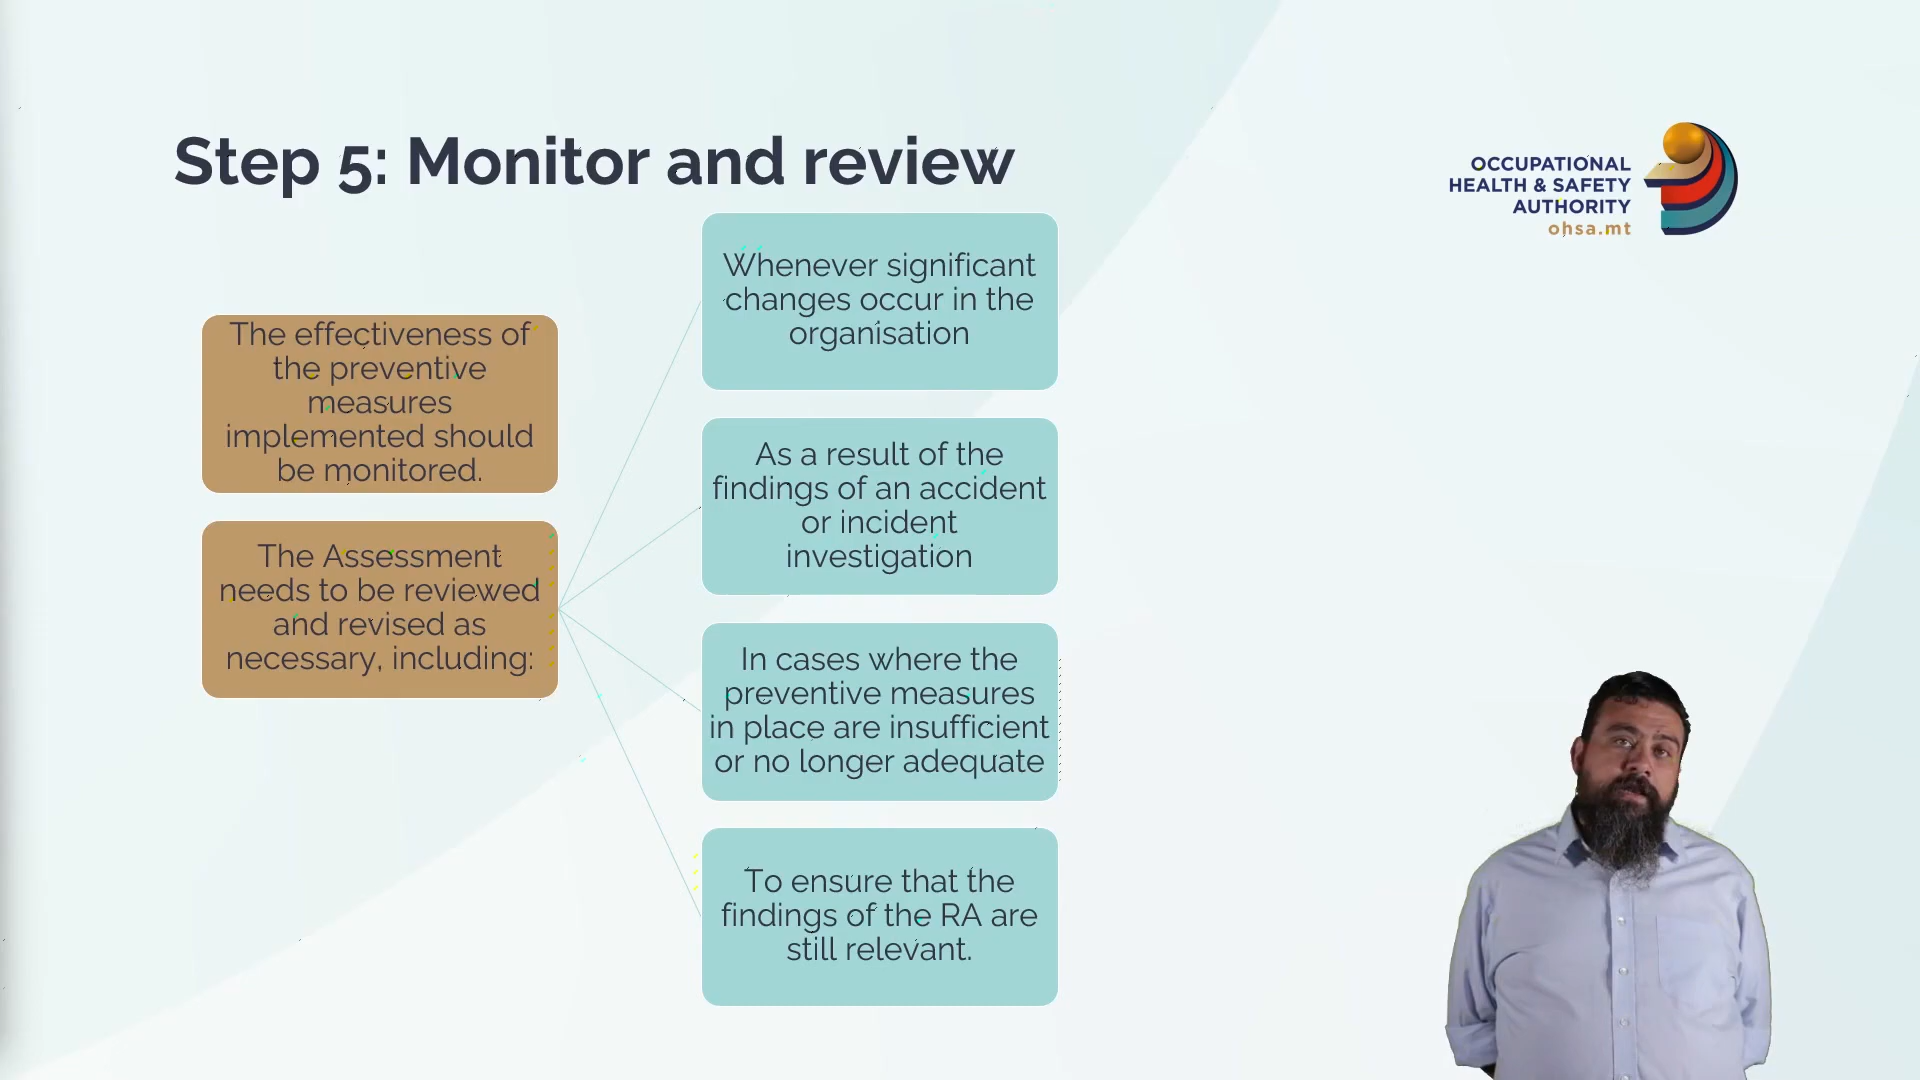 Step 5: Monitor and review
OCCUPATIONAL
HEALTH & SAFETY
AUTHORITY
ohsa.mt
The effectiveness of
the preventive
measures
implemented should
be monitored.
The Assessment
needs to be reviewed
and revised as
necessary, including:
Whenever significant
changes occur in the
organisation
As a result of the
findings of an accident
or incident
investigation
In cases where the
preventive measures
in place are insufficient
or no longer adequate
To ensure that the
findings of the RA are
still relevant.